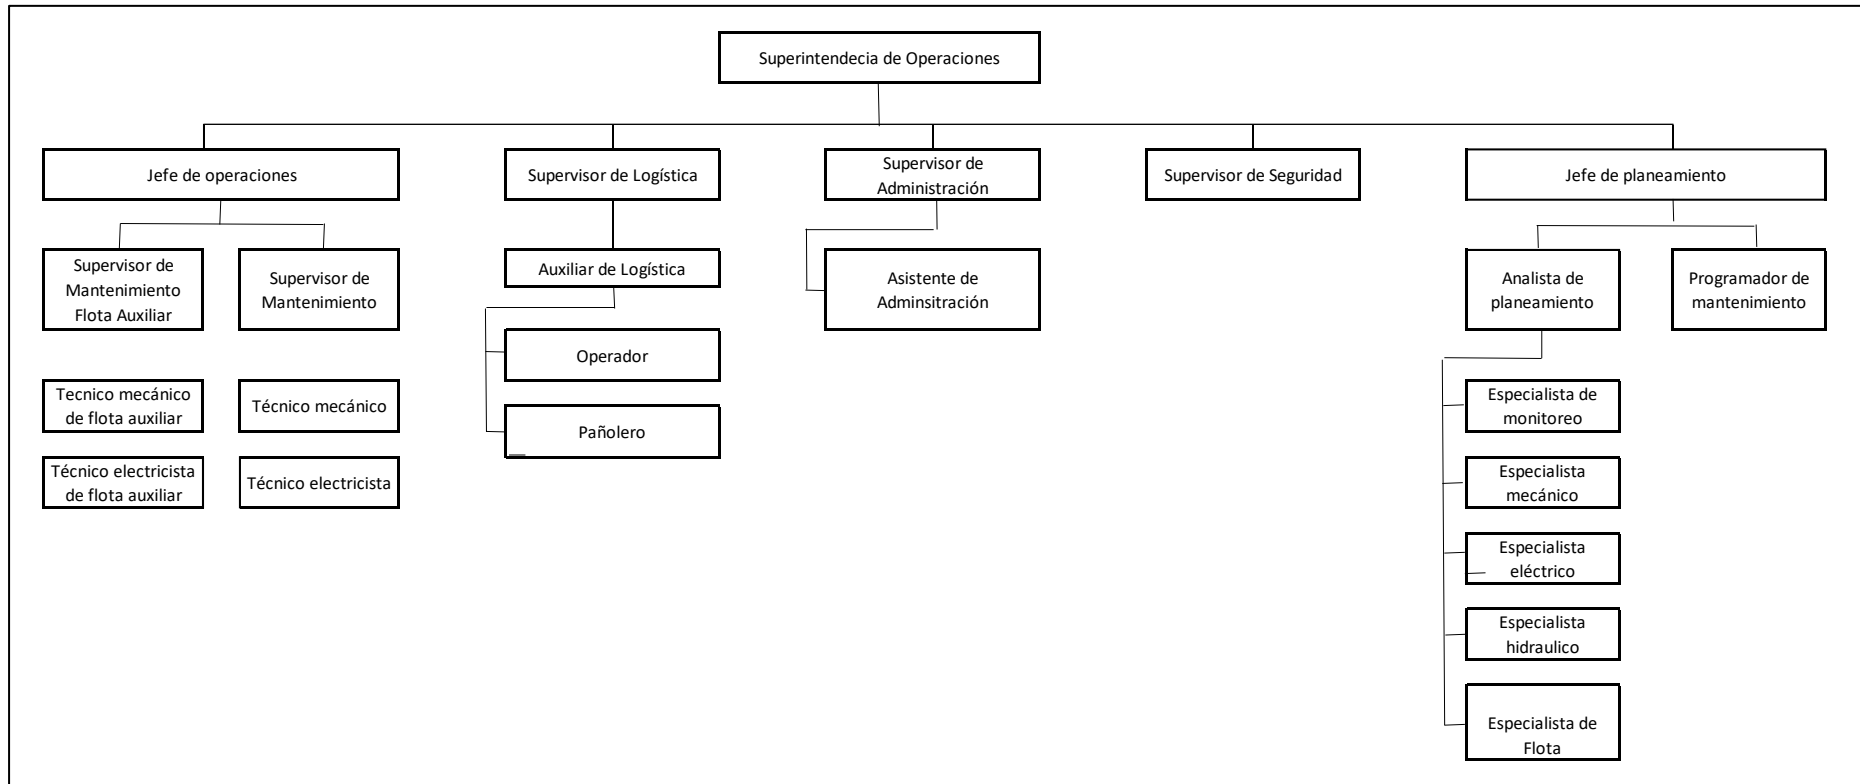 Superintendecia de Operaciones
Jefe de operaciones
Supervisor de Logística
Supervisor de
Administración
Supervisor de Seguridad
Jefe de planeamiento
Supervisor de
Mantenimiento
Flota Auxiliar
Supervisor de
Mantenimiento
Auxiliar de Logística
Asistente de
Adminsitración
Analista de
planeamiento
Programador de
mantenimiento
Operador
Tecnico mecánico
de flota auxiliar
Técnico mecánico
Pañolero
Especialista de
monitoreo
Técnico electricista
de flota auxiliar
Técnico electricista
Especialista
mecánico
Especialista
eléctrico
Especialista
hidraulico
Especialista de
Flota